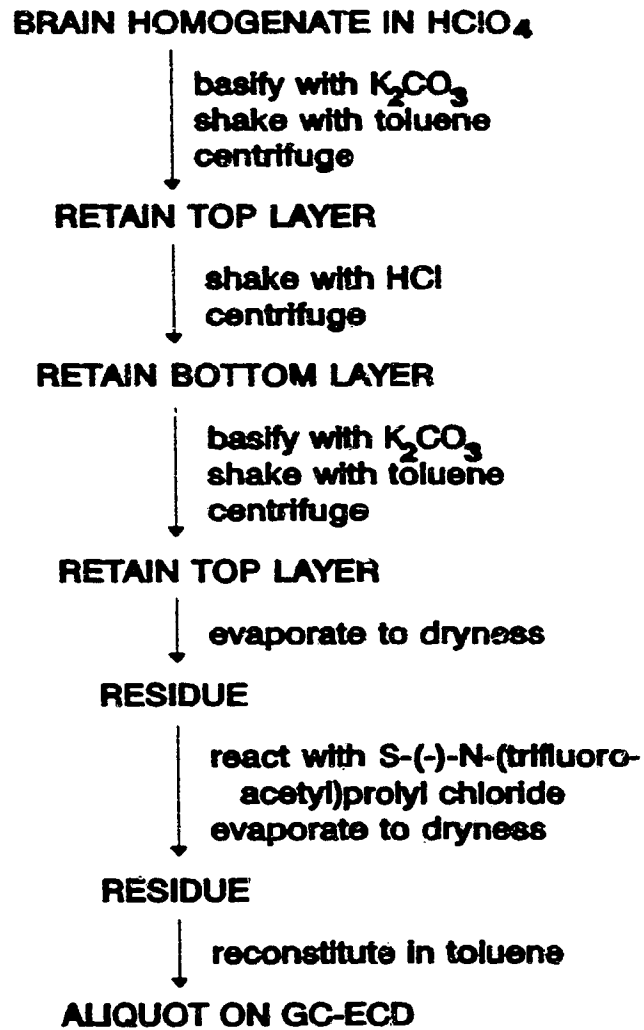 BRAIN HOMOGENATE IN HClO₄
basify with K₂CO₃
shake with toluene
centrifuge
RETAIN TOP LAYER
shake with HCl
centrifuge
RETAIN BOTTOM LAYER
basify with K₂CO₃
shake with toluene
centrifuge
RETAIN TOP LAYER
evaporate to dryness
RESIDUE
react with S-(-)-N-(trifluoro-
acetyl)prolyl chloride
evaporate to dryness
RESIDUE
reconstitute in toluene
ALIQUOT ON GC-ECD